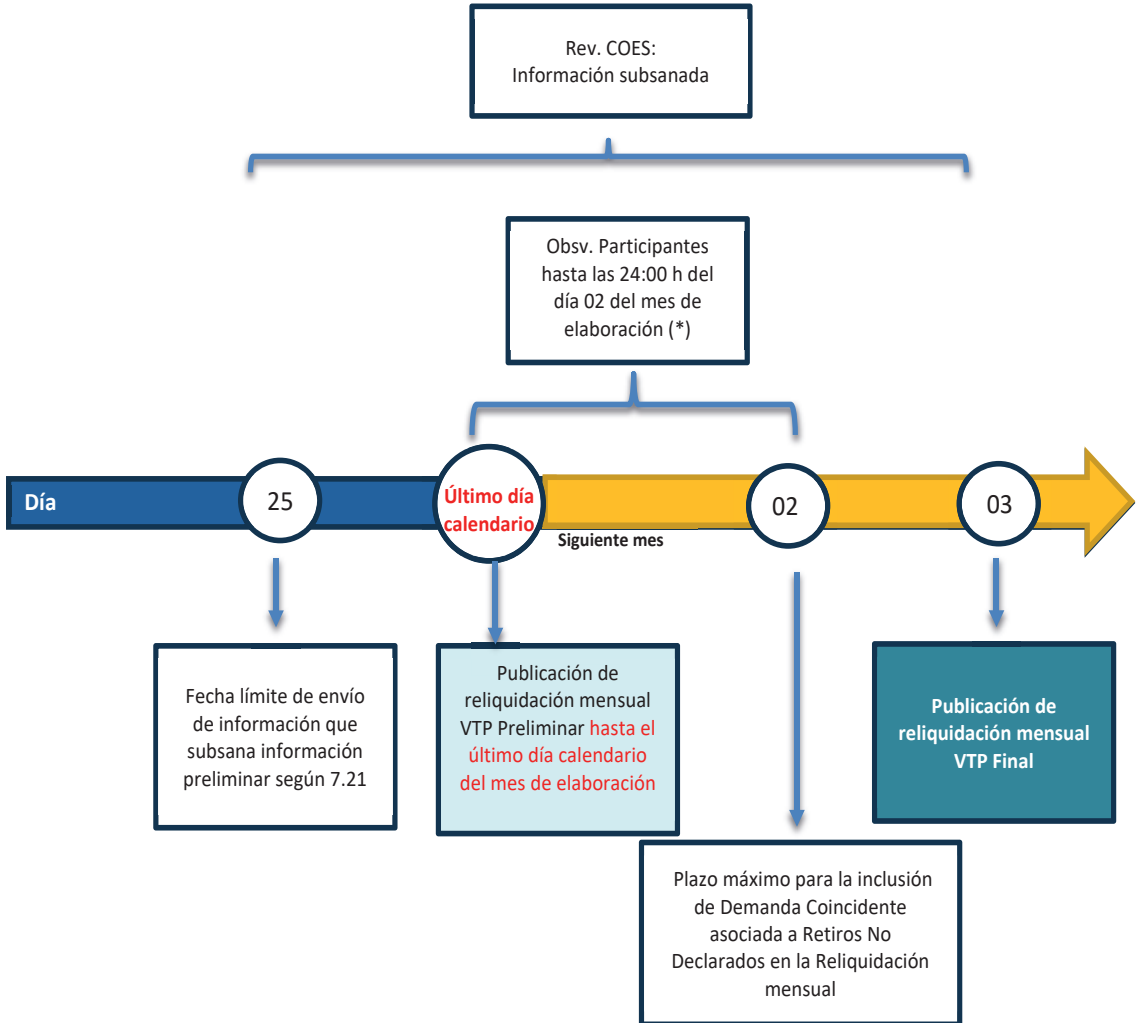 Rev. COES:
Información subsanada
Obsv. Participantes
hasta las 24:00 h del
día 02 del mes de
elaboración (*)
Día
25
Último día
calendario
Siguiente mes
02
03
Fecha límite de envío
de información que
subsana información
preliminar según 7.21
Publicación de
reliquidación mensual
VTP Preliminar hasta el
último día calendario
del mes de elaboración
Publicación de
reliquidación mensual
VTP Final
Plazo máximo para la inclusión
de Demanda Coincidente
asociada a Retiros No
Declarados en la Reliquidación
mensual